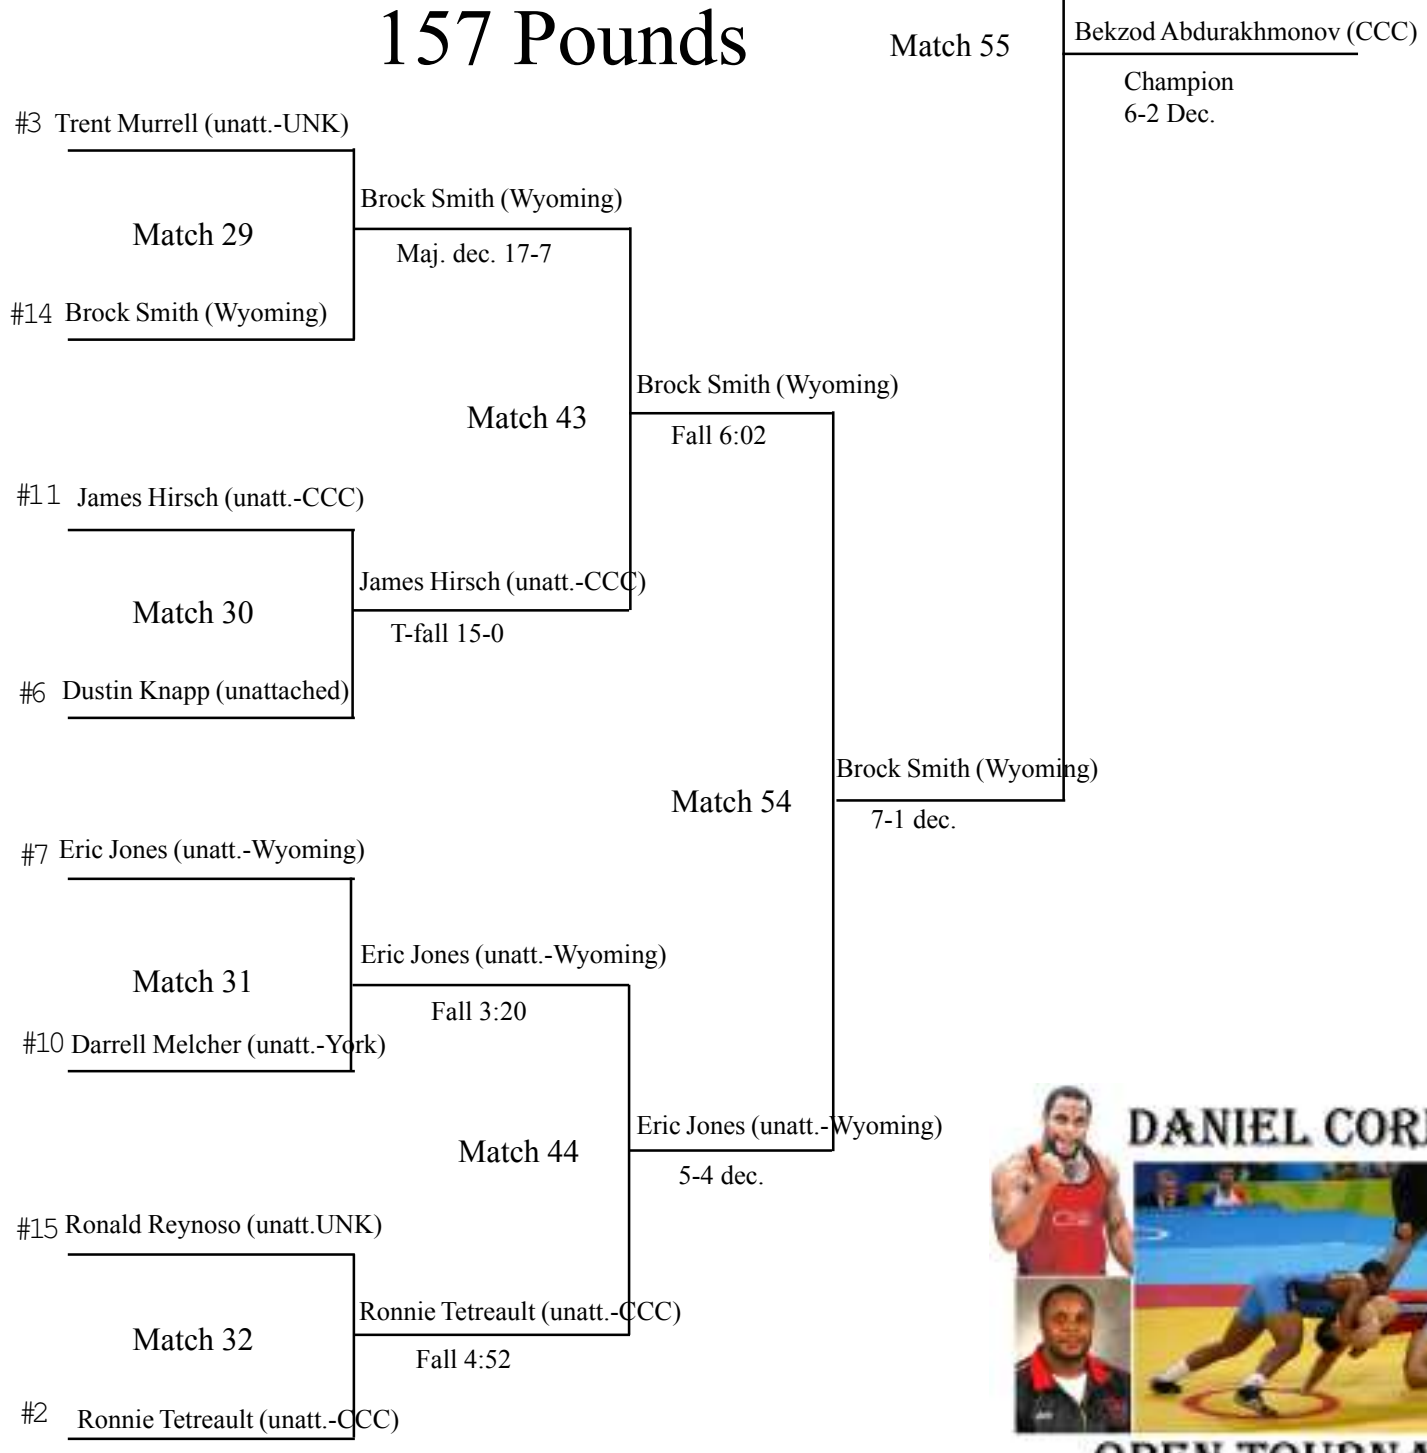 157 Pounds
Match 55
Bekzod Abdurakhmonov (CCC)
Champion
6-2 Dec.
#3 Trent Murrell (unatt.-UNK)
Brock Smith (Wyoming)
Match 29
Maj. dec. 17-7
#14 Brock Smith (Wyoming)
Brock Smith (Wyoming)
Match 43
Fall 6:02
#11 James Hirsch (unatt.-CCC)
James Hirsch (unatt.-CCC)
Match 30
T-fall 15-0
#6 Dustin Knapp (unattached)
Brock Smith (Wyoming)
Match 54
7-1 dec.
#7 Eric Jones (unatt.-Wyoming)
Eric Jones (unatt.-Wyoming)
Match 31
Fall 3:20
#10 Darrell Melcher (unatt.-York)
Eric Jones (unatt.-Wyoming)
Match 44
5-4 dec.
#15 Ronald Reynoso (unatt.UNK)
Ronnie Tetreault (unatt.-CCC)
Match 32
Fall 4:52
#2 Ronnie Tetreault (unatt.-CCC)
DANIEL COR
OPEN